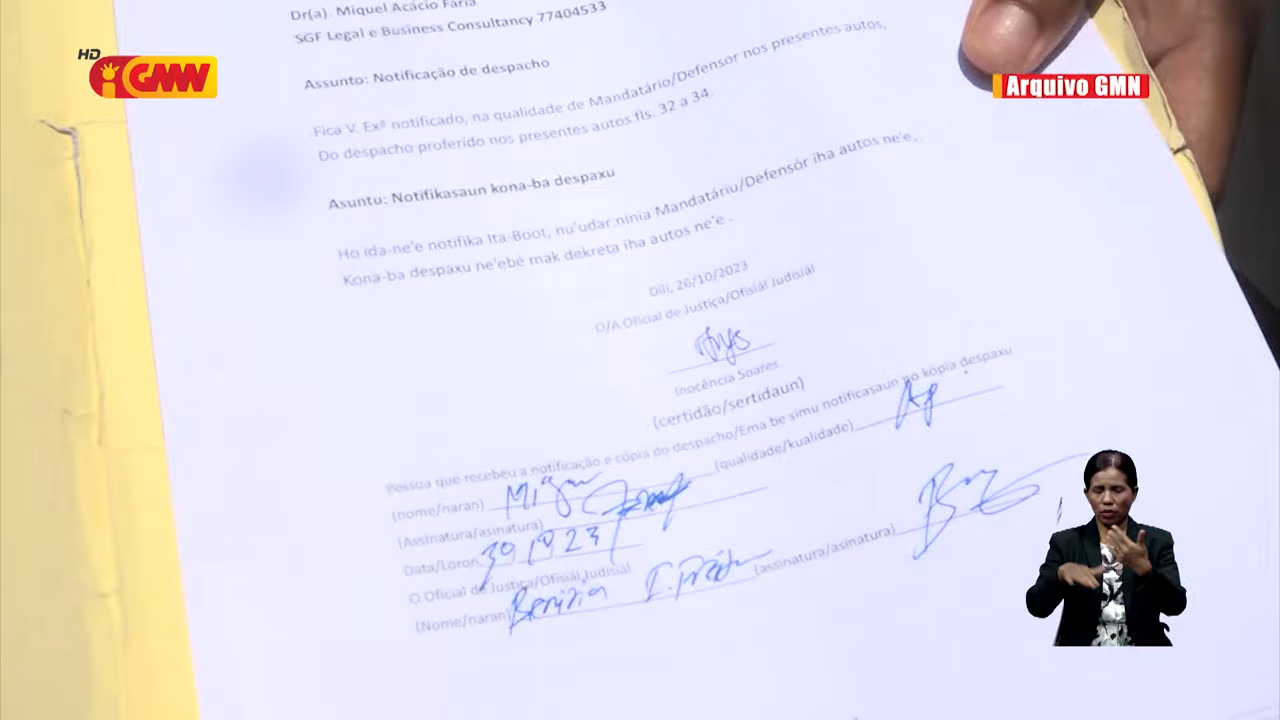 HD
GMN
Arquivo GMN
Dr(a). Miquel Acácio Faria
SGF Legal e Business Consultancy 77404533
Assunto: Notificação de despacho
Fica V. Exª notificado, na qualidade de Mandatário/Defensor nos presentes autos,
Do despacho proferido nos presentes autos fls. 32 a 34.
Asuntu: Notifikasaun kona-ba despaxu
Ho ida-ne'e notifika Ita-Boot, nu'udar ninia Mandatáriu/Defensór iha autos ne'e,
Kona-ba despaxu ne'ebé mak dekreta iha autos ne'e .
Dili, 26/10/2023
O/A Oficial de Justiça/Ofisiál Judisiál
Inocência Soares
(certidão/sertidaun)
Pessoa que recebeu a notificação e cópia do despacho/Ema be simu notificasaun no kópia despaxu
(nome/naran) (qualidade/kualidade)
(Assinatura/asinatura)
Data/Loron,
O Oficial de Justiça/Ofisiál Judisiál
(Nome/naran) (assinatura/asinatura)